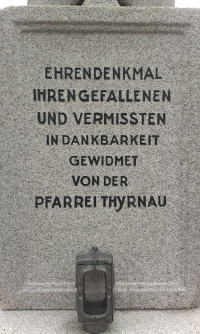 EHRENDENKMAL
IHREN GEFALLENEN
UND VERMISSTEN
IN DANKBARKEIT
GEWIDMET
VON DER
PFARREI THYRNAU